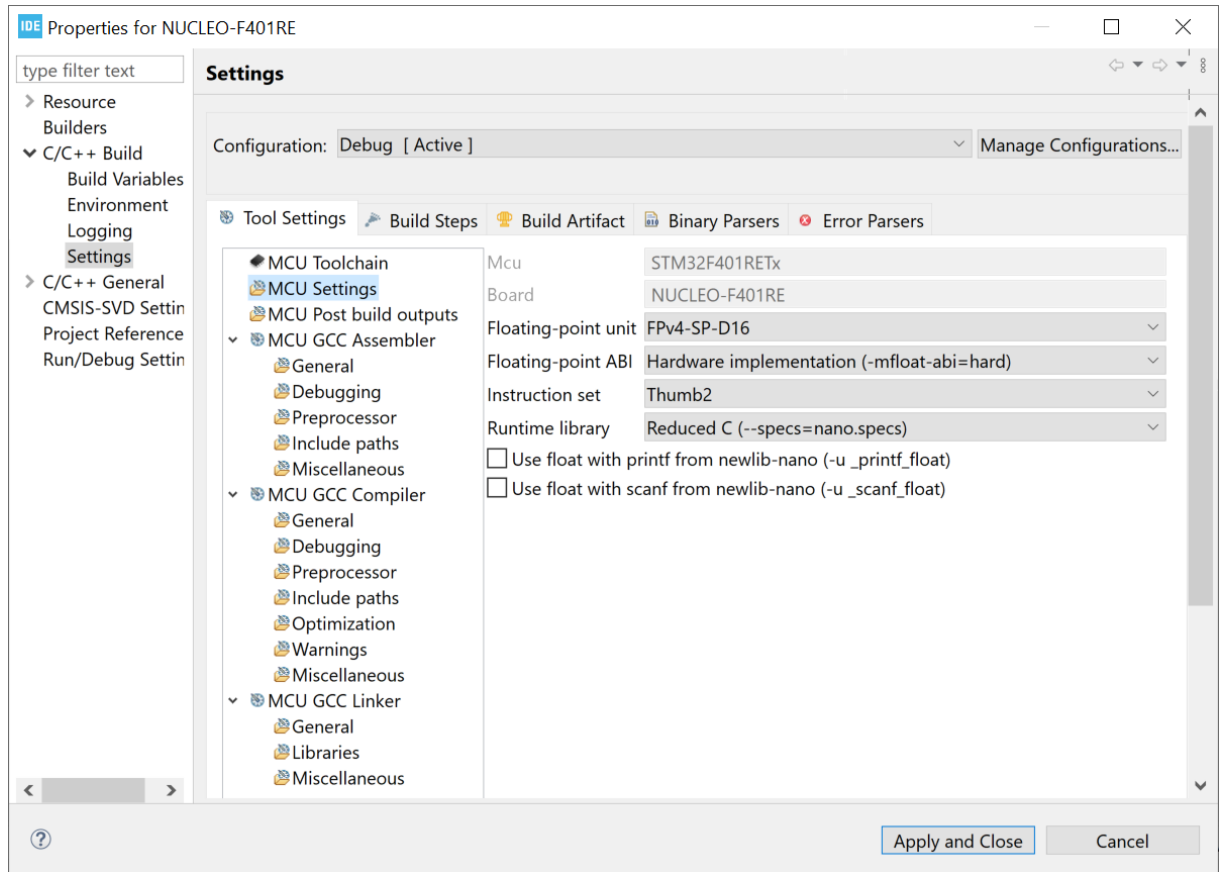 IDE Properties for NUCLEO-F401RE
type filter text
Resource
Builders
C/C++ Build
Build Variables
Environment
Logging
Settings
C/C++ General
CMSIS-SVD Settin
Project Reference
Run/Debug Settin
Settings
Configuration: Debug [ Active ] Manage Configurations...
Tool Settings Build Steps Build Artifact Binary Parsers Error Parsers
MCU Toolchain
MCU Settings
MCU Post build outputs
MCU GCC Assembler
General
Debugging
Preprocessor
Include paths
Miscellaneous
MCU GCC Compiler
General
Debugging
Preprocessor
Include paths
Optimization
Warnings
Miscellaneous
MCU GCC Linker
General
Libraries
Miscellaneous
Mcu STM32F401RETx
Board NUCLEO-F401RE
Floating-point unit FPv4-SP-D16
Floating-point ABI Hardware implementation (-mfloat-abi=hard)
Instruction set Thumb2
Runtime library Reduced C (--specs=nano.specs)
Use float with printf from newlib-nano (-u _printf_float)
Use float with scanf from newlib-nano (-u _scanf_float)
? Apply and Close Cancel